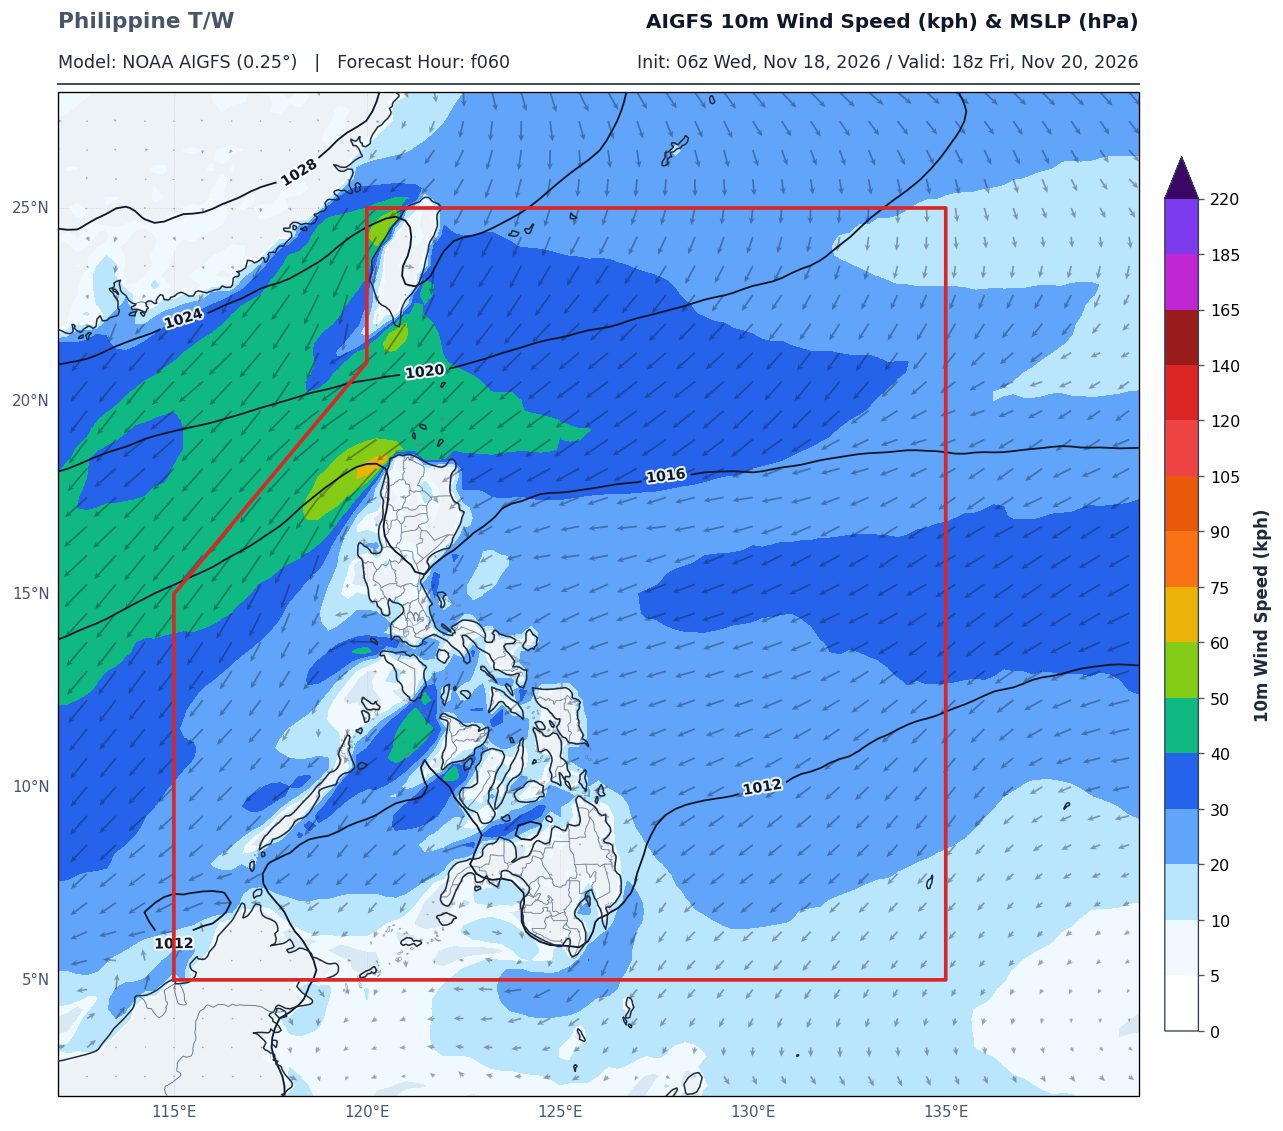 Philippine T/W
AIGFS 10m Wind Speed (kph) & MSLP (hPa)
Model: NOAA AIGFS (0.25°)   |   Forecast Hour: f060
Init: 06z Wed, Nov 18, 2026 / Valid: 18z Fri, Nov 20, 2026
1028
1024
1020
1016
1012
1012
25°N
20°N
15°N
10°N
5°N
115°E
120°E
125°E
130°E
135°E
220
185
165
140
120
105
90
75
60
50
40
30
20
10
5
0
10m Wind Speed (kph)